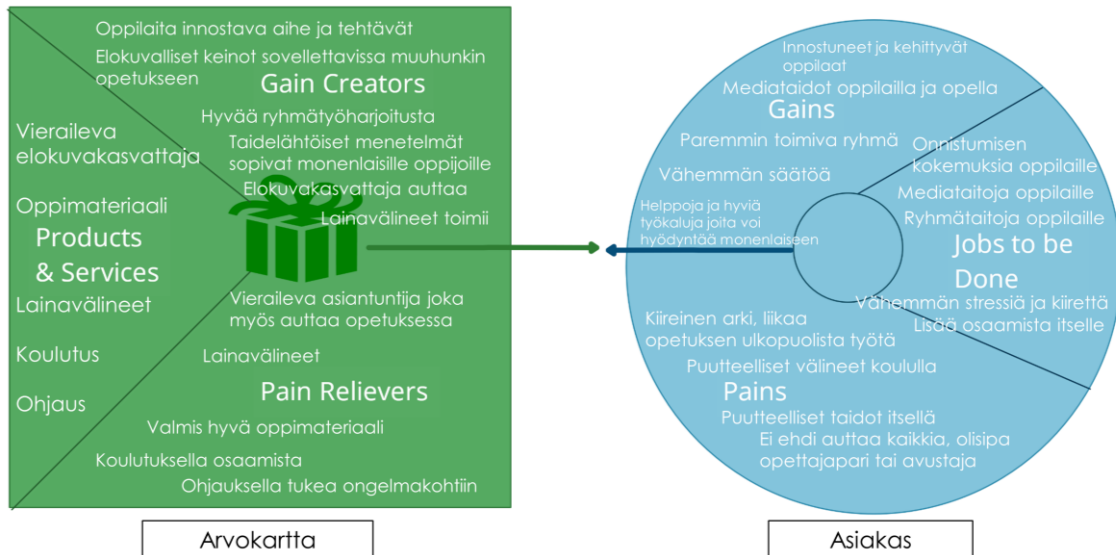 Oppilaita innostava aihe ja tehtävät
Elokuvalliset keinot sovellettavissa muuhunkin
opetukseen
Gain Creators
Hyvää ryhmätyöharjoitusta
Taidelähtöiset menetelmät
sopivat monenlaisille oppijoille
Elokuvakasvattaja auttaa
Lainavälineet toimii
Vieraileva
elokuvakasvattaja
Oppimateriaali
Products
& Services
Lainavälineet
Koulutus
Ohjaus
Vieraileva asiantuntija joka
myös auttaa opetuksessa
Lainavälineet
Pain Relievers
Valmis hyvä oppimateriaali
Koulutuksella osaamista
Ohjauksella tukea ongelmakohtiin
Arvokartta
Innostuneet ja kehittyvät
oppilaat
Mediataidot oppilailla ja opella
Gains
Paremmin toimiva ryhmä
Vähemmän säätöä
Helppoja ja hyviä
työkaluja joita voi
hyödyntää monenlaiseen
Onnistumisen
kokemuksia oppilaille
Mediataitoja oppilaille
Ryhmätaitoja oppilaille
Jobs to be
Done
Vähemmän stressiä ja kiirettä
Lisää osaamista itselle
Kiireinen arki, liikaa
opetuksen ulkopuolista työtä
Puutteelliset välineet koululla
Pains
Puutteelliset taidot itsellä
Ei ehdi auttaa kaikkia, olisipa
opettajapari tai avustaja
Asiakas